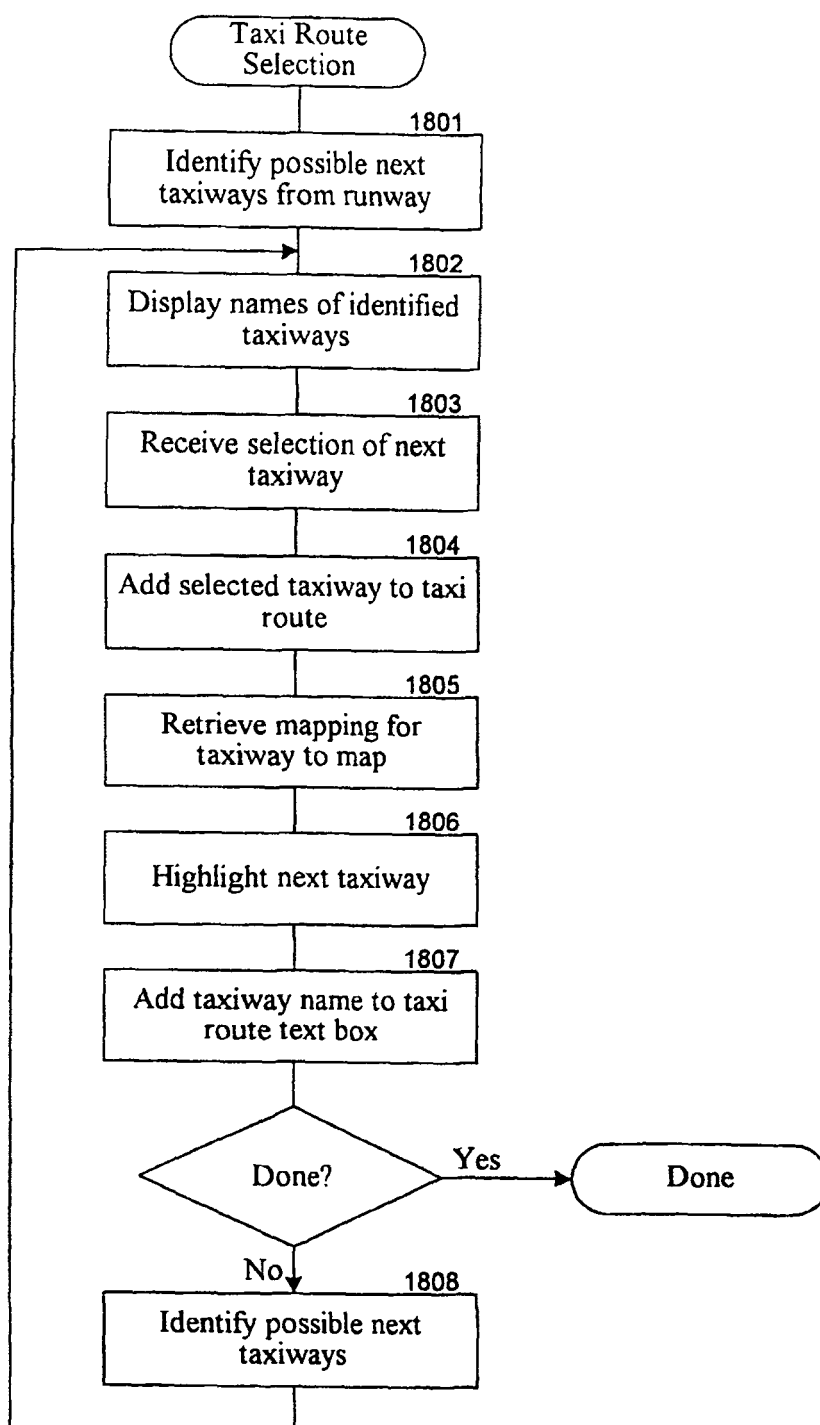 Taxi Route
Selection
1801
Identify possible next
taxiways from runway
1802
Display names of identified
taxiways
1803
Receive selection of next
taxiway
1804
Add selected taxiway to taxi
route
1805
Retrieve mapping for
taxiway to map
1806
Highlight next taxiway
1807
Add taxiway name to taxi
route text box
Done?
Yes
Done
No
1808
Identify possible next
taxiways